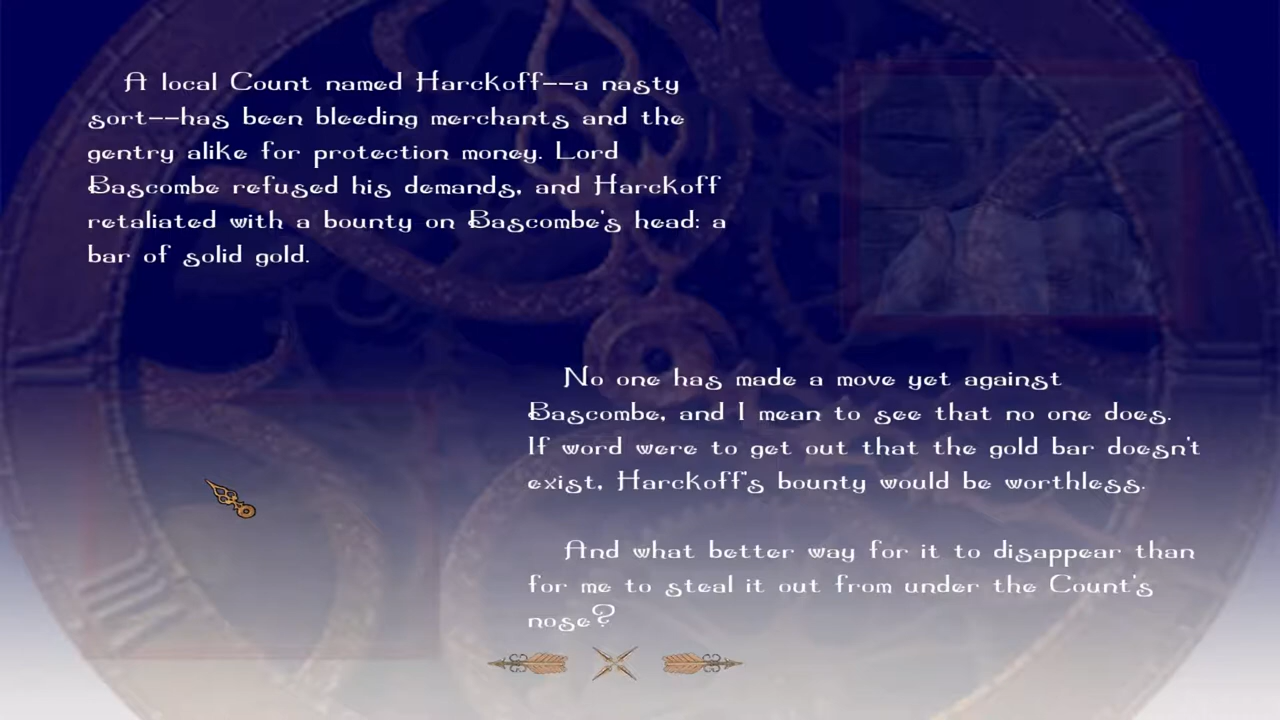 A local Count named Harckoff--a nasty
sort--has been bleeding merchants and the
gentry alike for protection money. Lord
Bascombe refused his demands, and Harckoff
retaliated with a bounty on Bascombe's head: a
bar of solid gold.
No one has made a move yet against
Bascombe, and I mean to see that no one does.
If word were to get out that the gold bar doesn't
exist, Harckoff's bounty would be worthless.
And what better way for it to disappear than
for me to steal it out from under the Count's
nose?